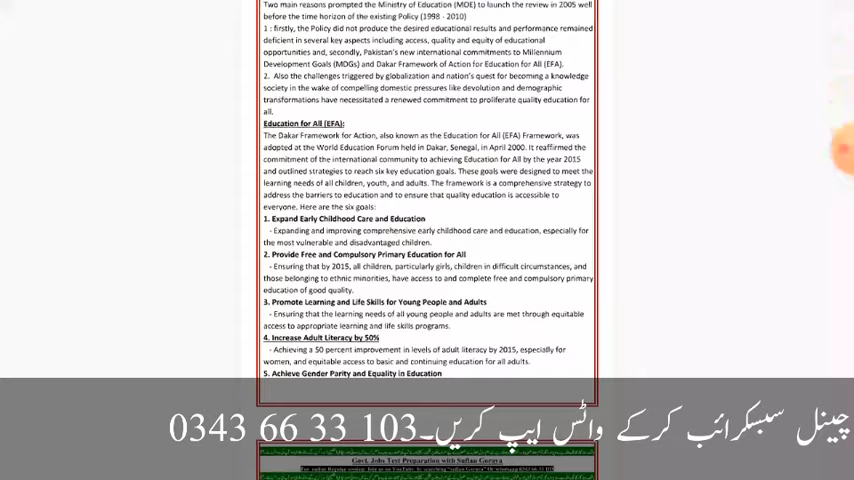 Two main reasons prompted the Ministry of Education (MOE) to launch the review in 2005 well
before the time horizon of the existing Policy (1998 - 2010)
1 : firstly, the Policy did not produce the desired educational results and performance remained
deficient in several key aspects including access, quality and equity of educational
opportunities and, secondly, Pakistan's new international commitments to Millennium
Development Goals (MDGs) and Dakar Framework of Action for Education for All (EFA).
2. Also the challenges triggered by globalization and nation's quest for becoming a knowledge
society in the wake of compelling domestic pressures like devolution and demographic
transformations have necessitated a renewed commitment to proliferate quality education for
all.
Education for All (EFA):
The Dakar Framework for Action, also known as the Education for All (EFA) Framework, was
adopted at the World Education Forum held in Dakar, Senegal, in April 2000. It reaffirmed the
commitment of the international community to achieving Education for All by the year 2015
and outlined strategies to reach six key education goals. These goals were designed to meet the
learning needs of all children, youth, and adults. The framework is a comprehensive strategy to
address the barriers to education and to ensure that quality education is accessible to
everyone. Here are the six goals:
1. Expand Early Childhood Care and Education
- Expanding and improving comprehensive early childhood care and education, especially for
the most vulnerable and disadvantaged children.
2. Provide Free and Compulsory Primary Education for All
- Ensuring that by 2015, all children, particularly girls, children in difficult circumstances, and
those belonging to ethnic minorities, have access to and complete free and compulsory primary
education of good quality.
3. Promote Learning and Life Skills for Young People and Adults
- Ensuring that the learning needs of all young people and adults are met through equitable
access to appropriate learning and life skills programs.
4. Increase Adult Literacy by 50%
- Achieving a 50 percent improvement in levels of adult literacy by 2015, especially for
women, and equitable access to basic and continuing education for all adults.
5. Achieve Gender Parity and Equality in Education
چینل سبسکرائب کرکے واٹس ایپ کریں۔103 33 66 0343
Govt. Jobs Test Preparation with Sufian Goraya